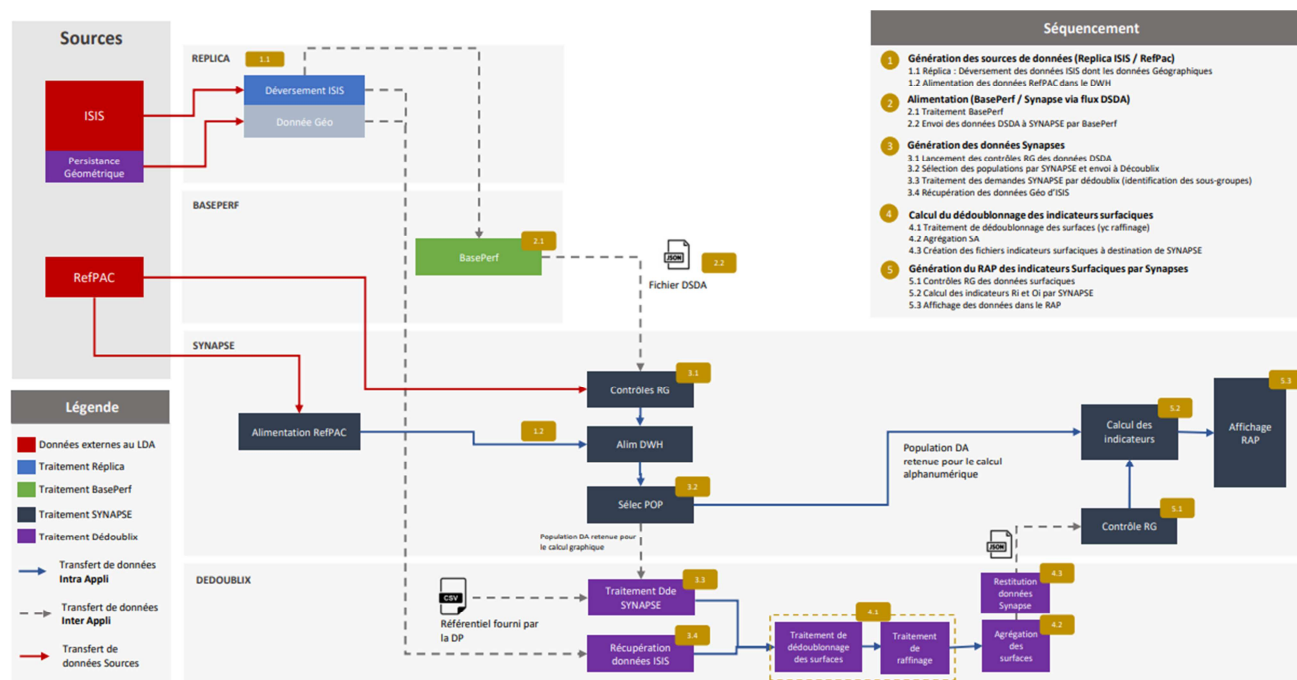 Sources
ISIS
Persistance
Géométrique
RefPAC
Légende
Données externes au LDA
Traitement Réplica
Traitement BasePerf
Traitement SYNAPSE
Traitement Dédoublix
Transfert de données
Intra Appli
Transfert de données
Inter Appli
Transfert de
données Sources
REPLICA
1.1
Déversement ISIS
Donnée Géo
BASEPERF
BasePerf
2.1
JSON
2.2
Fichier DSDA
SYNAPSE
Alimentation RefPAC
1.2
Contrôles RG
3.1
Alim DWH
Sélec POP
3.2
Population DA retenue pour
le calcul graphique
Population DA
retenue pour le calcul
alphanumérique
Calcul des
indicateurs
5.2
Affichage
RAP
5.3
Contrôle RG
5.1
JSON
DEDOUBLIX
CSV
Référentiel fourni par
la DP
Traitement Dde
SYNAPSE
3.3
Récupération
données ISIS
3.4
4.1
Traitement de
dédoublonnage
des surfaces
Traitement
de
raffinage
Restitution
données
Synapse
4.3
Agrégation
des
surfaces
4.2
Séquencement
1 Génération des sources de données (Replica ISIS / RefPac)
1.1 Réplica : Déversement des données ISIS dont les données Géographiques
1.2 Alimentation des données RefPAC dans le DWH
2 Alimentation (BasePerf / Synapse via flux DSDA)
2.1 Traitement BasePerf
2.2 Envoi des données DSDA à SYNAPSE par BasePerf
3 Génération des données Synapses
3.1 Lancement des contrôles RG des données DSDA
3.2 Sélection des populations par SYNAPSE et envoi à Découblix
3.3 Traitement des demandes SYNAPSE par dédoublix (identification des sous-groupes)
3.4 Récupération des données Géo d'ISIS
4 Calcul du dédoublonnage des indicateurs surfaciques
4.1 Traitement de dédoublonnage des surfaces (yc raffinage)
4.2 Agrégation SA
4.3 Création des fichiers indicateurs surfaciques à destination de SYNAPSE
5 Génération du RAP des indicateurs Surfaciques par Synapses
5.1 Contrôles RG des données surfaciques
5.2 Calcul des indicateurs Ri et Oi par SYNAPSE
5.3 Affichage des données dans le RAP